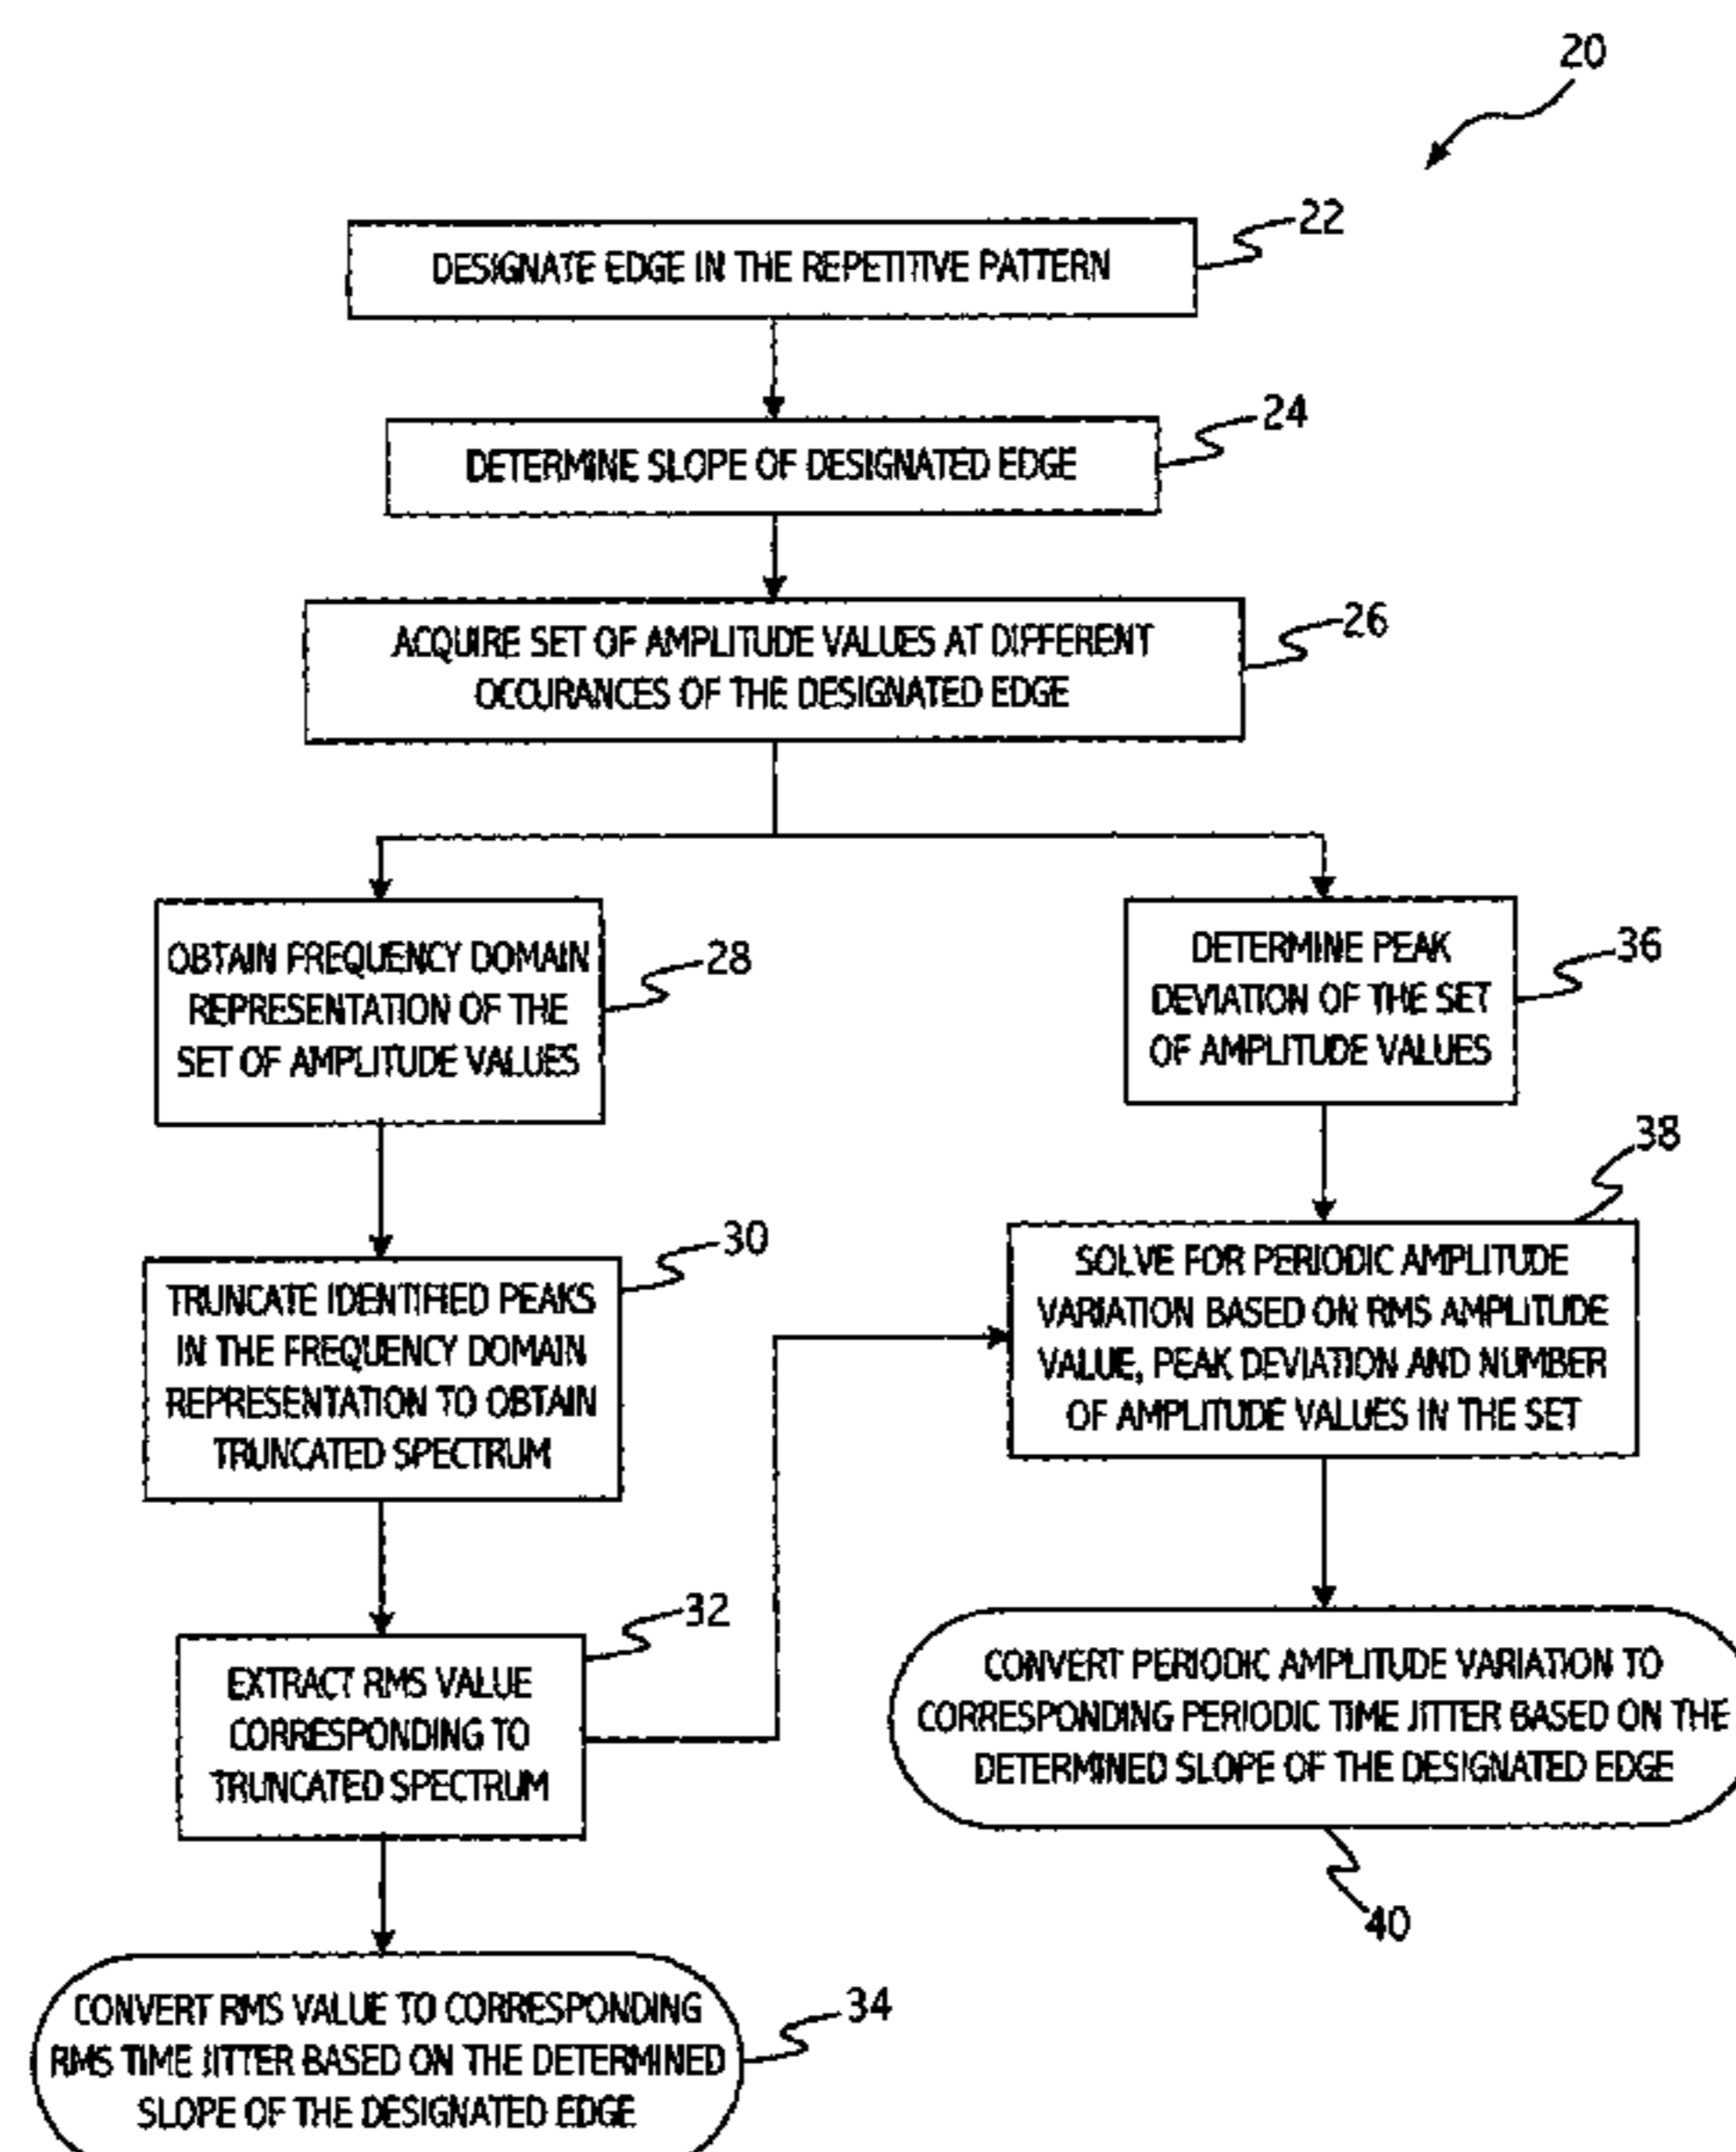 20
DESIGNATE EDGE IN THE REPETITIVE PATTERN
22
DETERMINE SLOPE OF DESIGNATED EDGE
24
ACQUIRE SET OF AMPLITUDE VALUES AT DIFFERENT
OCCURANCES OF THE DESIGNATED EDGE
26
OBTAIN FREQUENCY DOMAIN
REPRESENTATION OF THE
SET OF AMPLITUDE VALUES
28
DETERMINE PEAK
DEVIATION OF THE SET
OF AMPLITUDE VALUES
36
TRUNCATE IDENTIFIED PEAKS
IN THE FREQUENCY DOMAIN
REPRESENTATION TO OBTAIN
TRUNCATED SPECTRUM
30
SOLVE FOR PERIODIC AMPLITUDE
VARIATION BASED ON RMS AMPLITUDE
VALUE, PEAK DEVIATION AND NUMBER
OF AMPLITUDE VALUES IN THE SET
38
EXTRACT RMS VALUE
CORRESPONDING TO
TRUNCATED SPECTRUM
32
CONVERT PERIODIC AMPLITUDE VARIATION TO
CORRESPONDING PERIODIC TIME JITTER BASED ON THE
DETERMINED SLOPE OF THE DESIGNATED EDGE
40
CONVERT RMS VALUE TO CORRESPONDING
RMS TIME JITTER BASED ON THE DETERMINED
SLOPE OF THE DESIGNATED EDGE
34